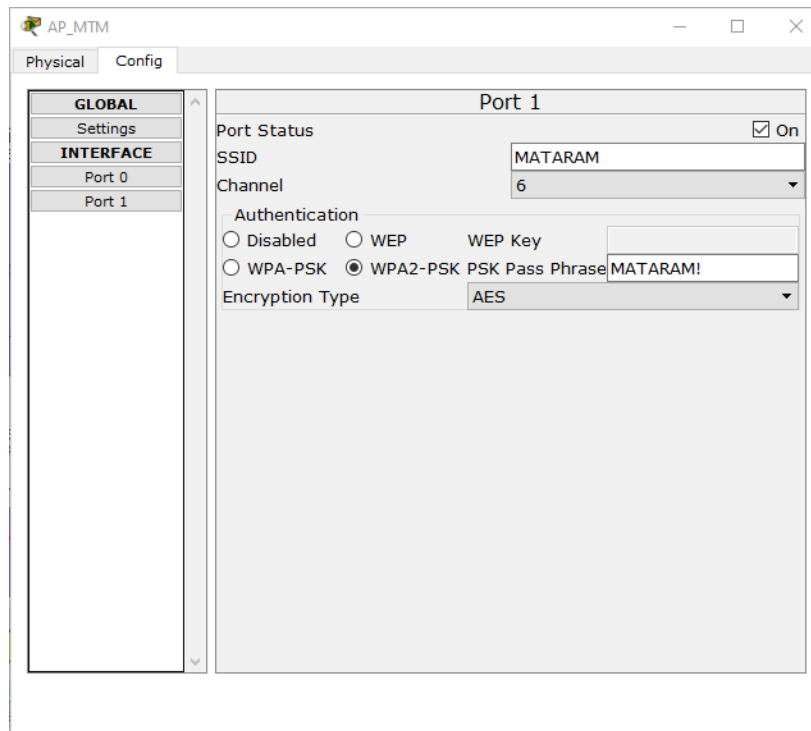 AP_MTM
Physical Config
GLOBAL
Settings
INTERFACE
Port 0
Port 1
Port 1
Port Status On
SSID MATARAM
Channel 6
Authentication
Disabled WEP WEP Key
WPA-PSK WPA2-PSK PSK Pass Phrase MATARAM!
Encryption Type AES